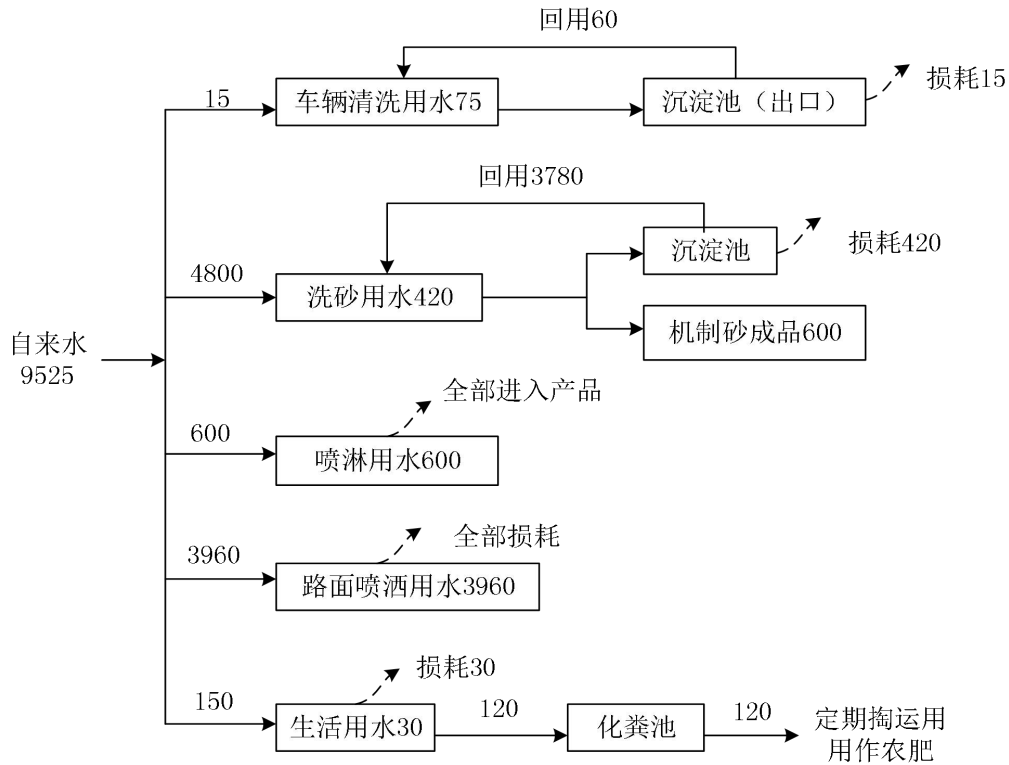 回用60
15
车辆清洗用水75
沉淀池（出口）
损耗15
回用3780
4800
洗砂用水420
沉淀池
损耗420
机制砂成品600
自来水
9525
600
喷淋用水600
全部进入产品
3960
路面喷洒用水3960
全部损耗
150
生活用水30
损耗30
120
化粪池
120
定期掏运用
用作农肥